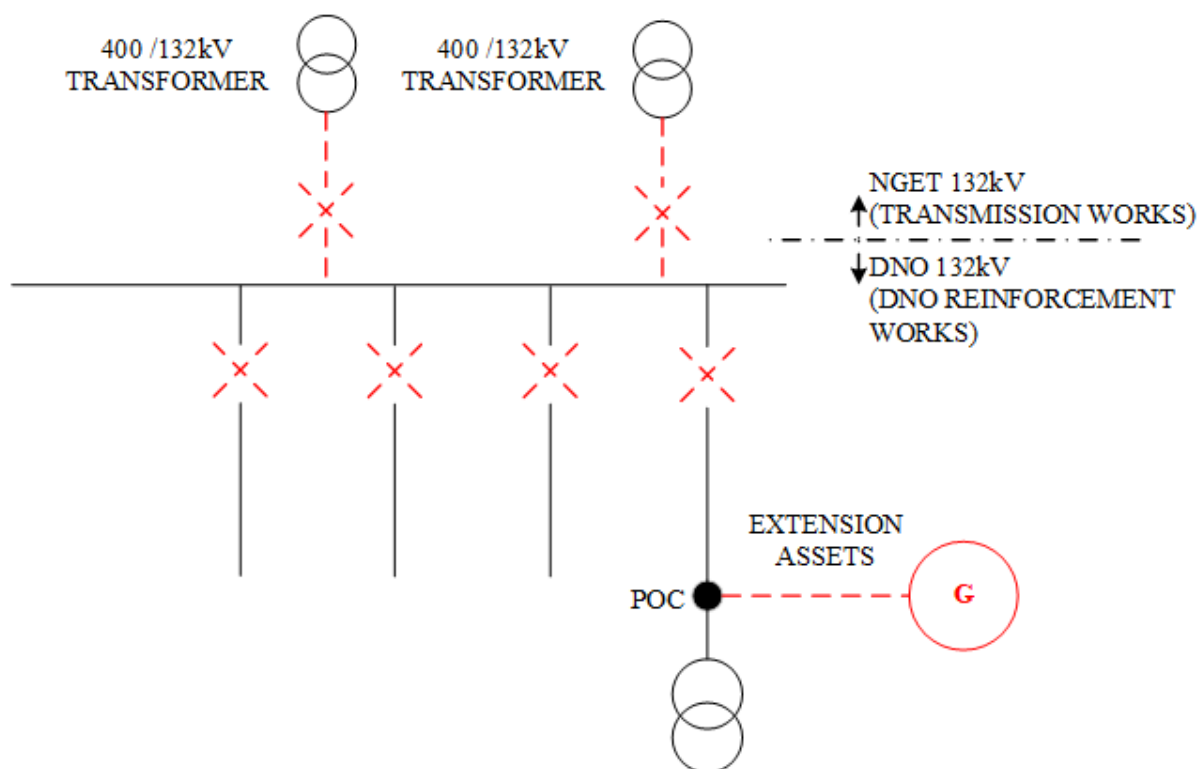 400 /132kV
TRANSFORMER
400 /132kV
TRANSFORMER
NGET 132kV
(TRANSMISSION WORKS)
DNO 132kV
(DNO REINFORCEMENT
WORKS)
EXTENSION
ASSETS
POC
G